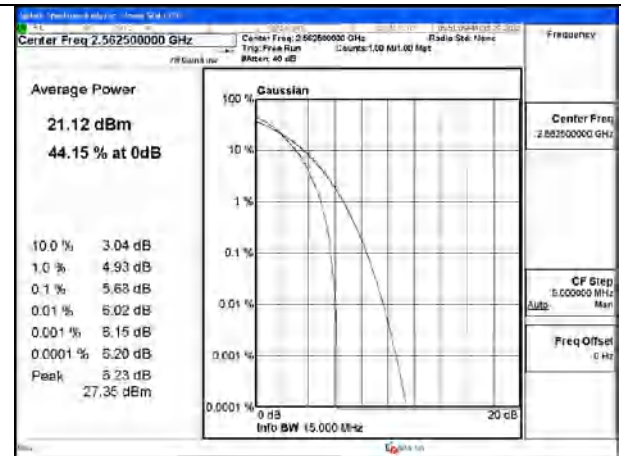 Center Freq 2.562500000 GHz
Center Freq: 2.562500000 GHz
Radio Std: None
Trig: Free Run
Counts:1.00 M/1.00 Mpt
#Atten: 40 dB
Frequency
Average Power
21.12 dBm
44.15 % at 0dB
10.0 % 3.04 dB
1.0 % 4.93 dB
0.1 % 5.63 dB
0.01 % 6.02 dB
0.001 % 6.15 dB
0.0001 % 6.20 dB
Peak 6.23 dB
27.35 dBm
Gaussian
100 %
10 %
1 %
0.1 %
0.01 %
0.001 %
0.0001 %
0 dB
20 dB
Info BW 15.000 MHz
Center Freq
2.562500000 GHz
CF Step
5.000000 MHz
Auto Man
Freq Offset
0 Hz